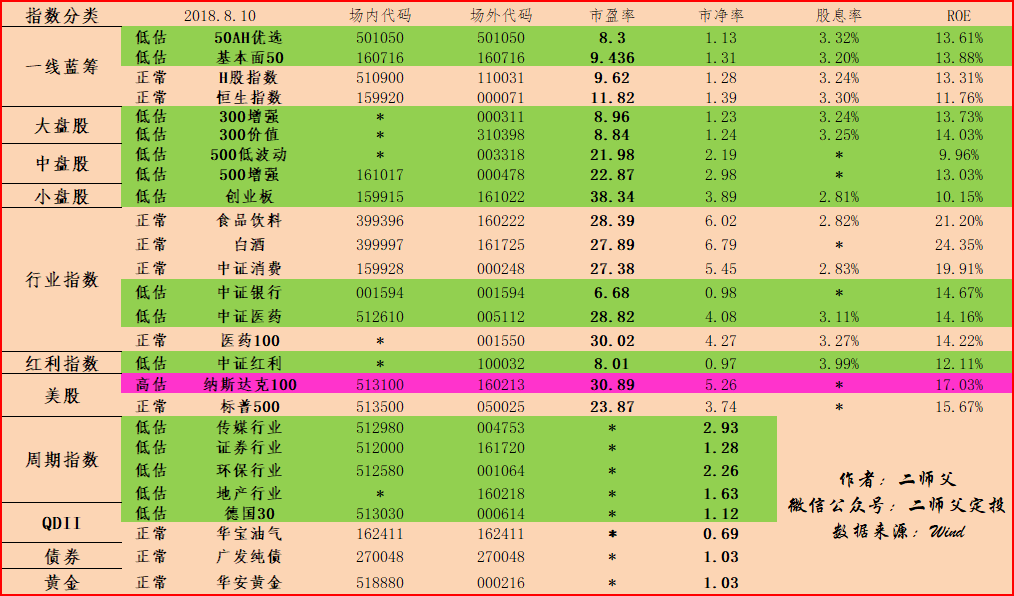 指数分类 2018.8.10 场内代码 场外代码 市盈率 市净率 股息率 ROE
一线蓝筹
低估 50AH优选 501050 501050 8.3 1.13 3.32% 13.61%
低估 基本面50 160716 160716 9.436 1.31 3.20% 13.88%
正常 H股指数 510900 110031 9.62 1.28 3.24% 13.31%
正常 恒生指数 159920 000071 11.82 1.39 3.30% 11.76%
大盘股
低估 300增强 * 000311 8.96 1.23 3.24% 13.73%
低估 300价值 * 310398 8.84 1.24 3.25% 14.03%
中盘股
低估 500低波动 * 003318 21.98 2.19 * 9.96%
低估 500增强 161017 000478 22.87 2.98 * 13.03%
小盘股 低估 创业板 159915 161022 38.34 3.89 2.81% 10.15%
行业指数
正常 食品饮料 399396 160222 28.39 6.02 2.82% 21.20%
正常 白酒 399997 161725 27.89 6.79 * 24.35%
正常 中证消费 159928 000248 27.38 5.45 2.83% 19.91%
低估 中证银行 001594 001594 6.68 0.98 * 14.67%
低估 中证医药 512610 005112 28.82 4.08 3.11% 14.16%
正常 医药100 * 001550 30.02 4.27 3.27% 14.22%
红利指数 低估 中证红利 * 100032 8.01 0.97 3.99% 12.11%
美股
高估 纳斯达克100 513100 160213 30.89 5.26 * 17.03%
正常 标普500 513500 050025 23.87 3.74 * 15.67%
周期指数
低估 传媒行业 512980 004753 * 2.93
低估 证券行业 512000 161720 * 1.28
低估 环保行业 512580 001064 * 2.26
低估 地产行业 * 160218 * 1.63
QDII
低估 德国30 513030 000614 * 1.12
正常 华宝油气 162411 162411 * 0.69
债券 正常 广发纯债 270048 270048 * 1.03
黄金 正常 华安黄金 518880 000216 * 1.03
作者：二师父
微信公众号：二师父定投
数据来源：Wind